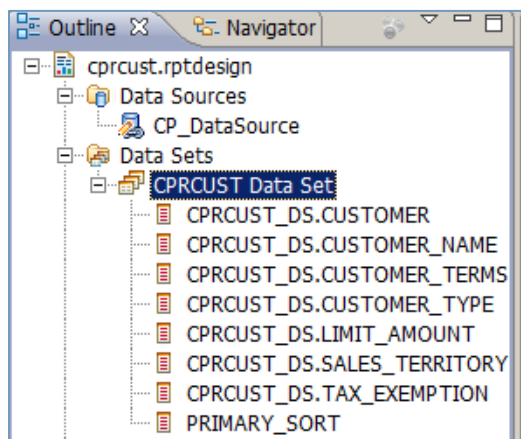 Outline Navigator
cprcust.rptdesign
Data Sources
CP_DataSource
Data Sets
CPRCUST Data Set
CPRCUST_DS.CUSTOMER
CPRCUST_DS.CUSTOMER_NAME
CPRCUST_DS.CUSTOMER_TERMS
CPRCUST_DS.CUSTOMER_TYPE
CPRCUST_DS.LIMIT_AMOUNT
CPRCUST_DS.SALES_TERRITORY
CPRCUST_DS.TAX_EXEMPTION
PRIMARY_SORT